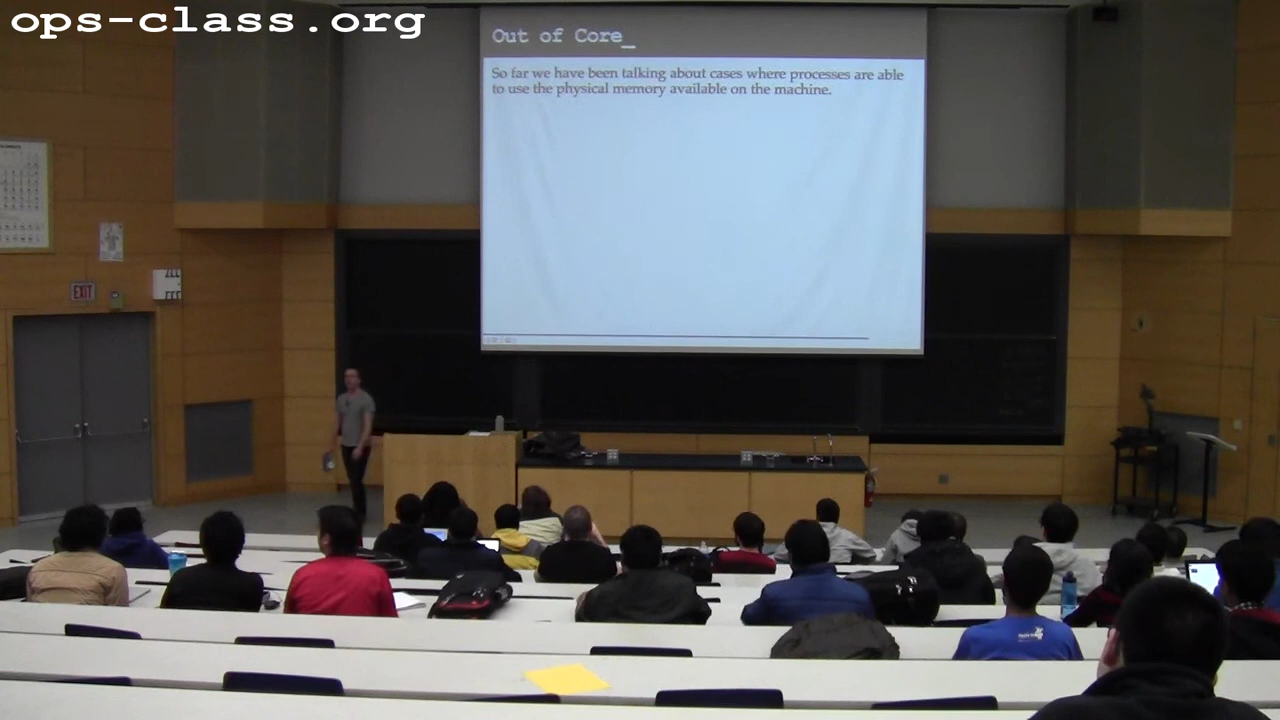 ops-class.org
Out of Core_
So far we have been talking about cases where processes are able
to use the physical memory available on the machine.
EXIT